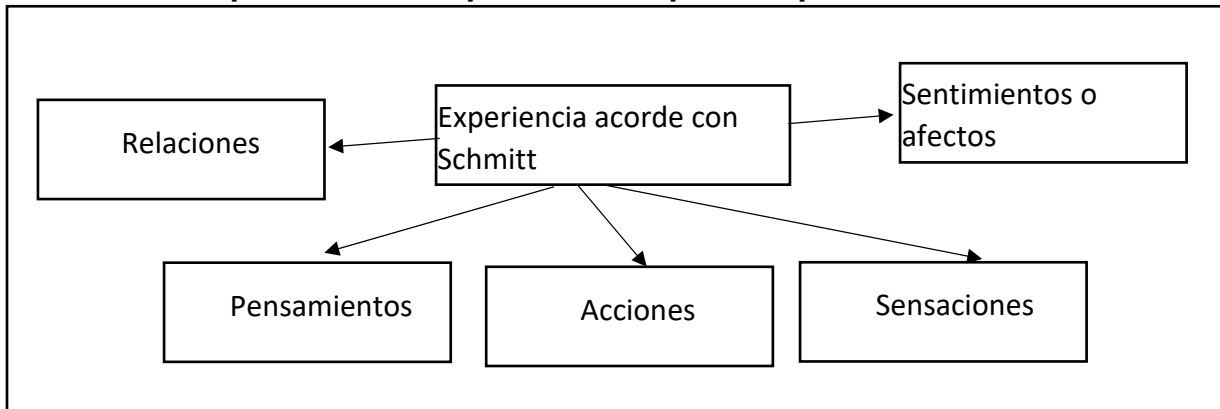 Experiencia acorde con
Schmitt
Sentimientos o
afectos
Relaciones
Pensamientos
Acciones
Sensaciones